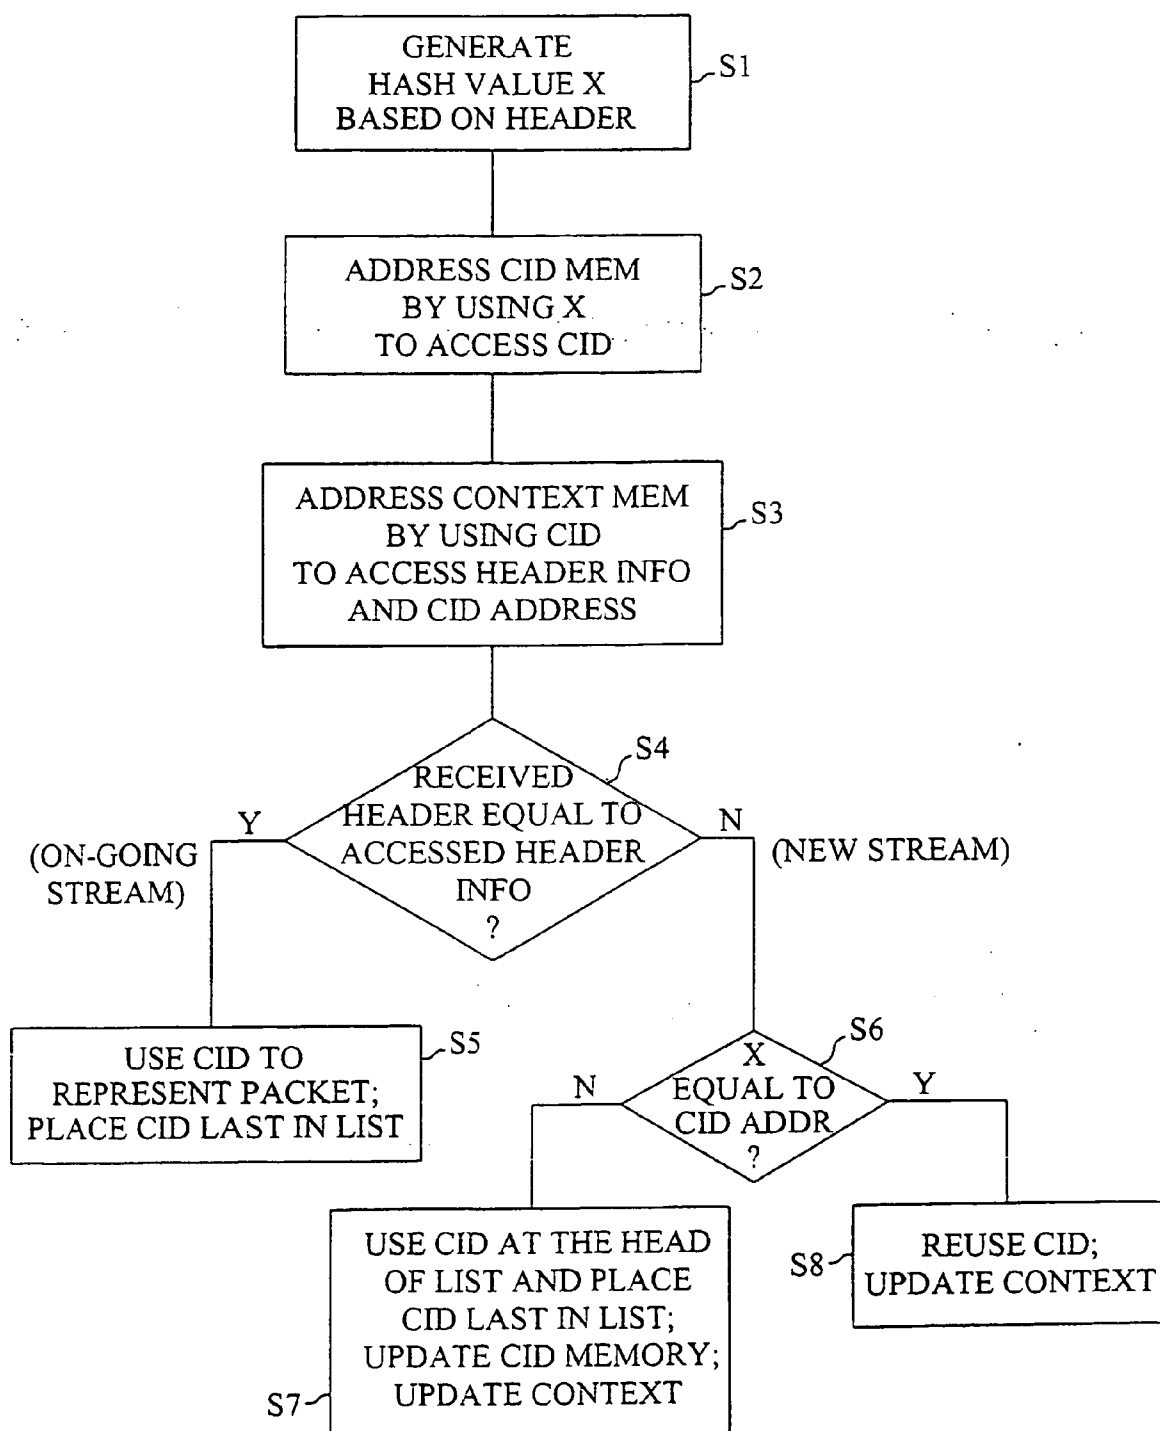 GENERATE
HASH VALUE X
BASED ON HEADER
S1
ADDRESS CID MEM
BY USING X
TO ACCESS CID
S2
ADDRESS CONTEXT MEM
BY USING CID
TO ACCESS HEADER INFO
AND CID ADDRESS
S3
RECEIVED
HEADER EQUAL TO
ACCESSED HEADER
INFO
?
S4
Y
(ON-GOING
STREAM)
N
(NEW STREAM)
USE CID TO
REPRESENT PACKET;
PLACE CID LAST IN LIST
S5
X
EQUAL TO
CID ADDR
?
S6
N
Y
USE CID AT THE HEAD
OF LIST AND PLACE
CID LAST IN LIST;
UPDATE CID MEMORY;
UPDATE CONTEXT
S7
REUSE CID;
UPDATE CONTEXT
S8